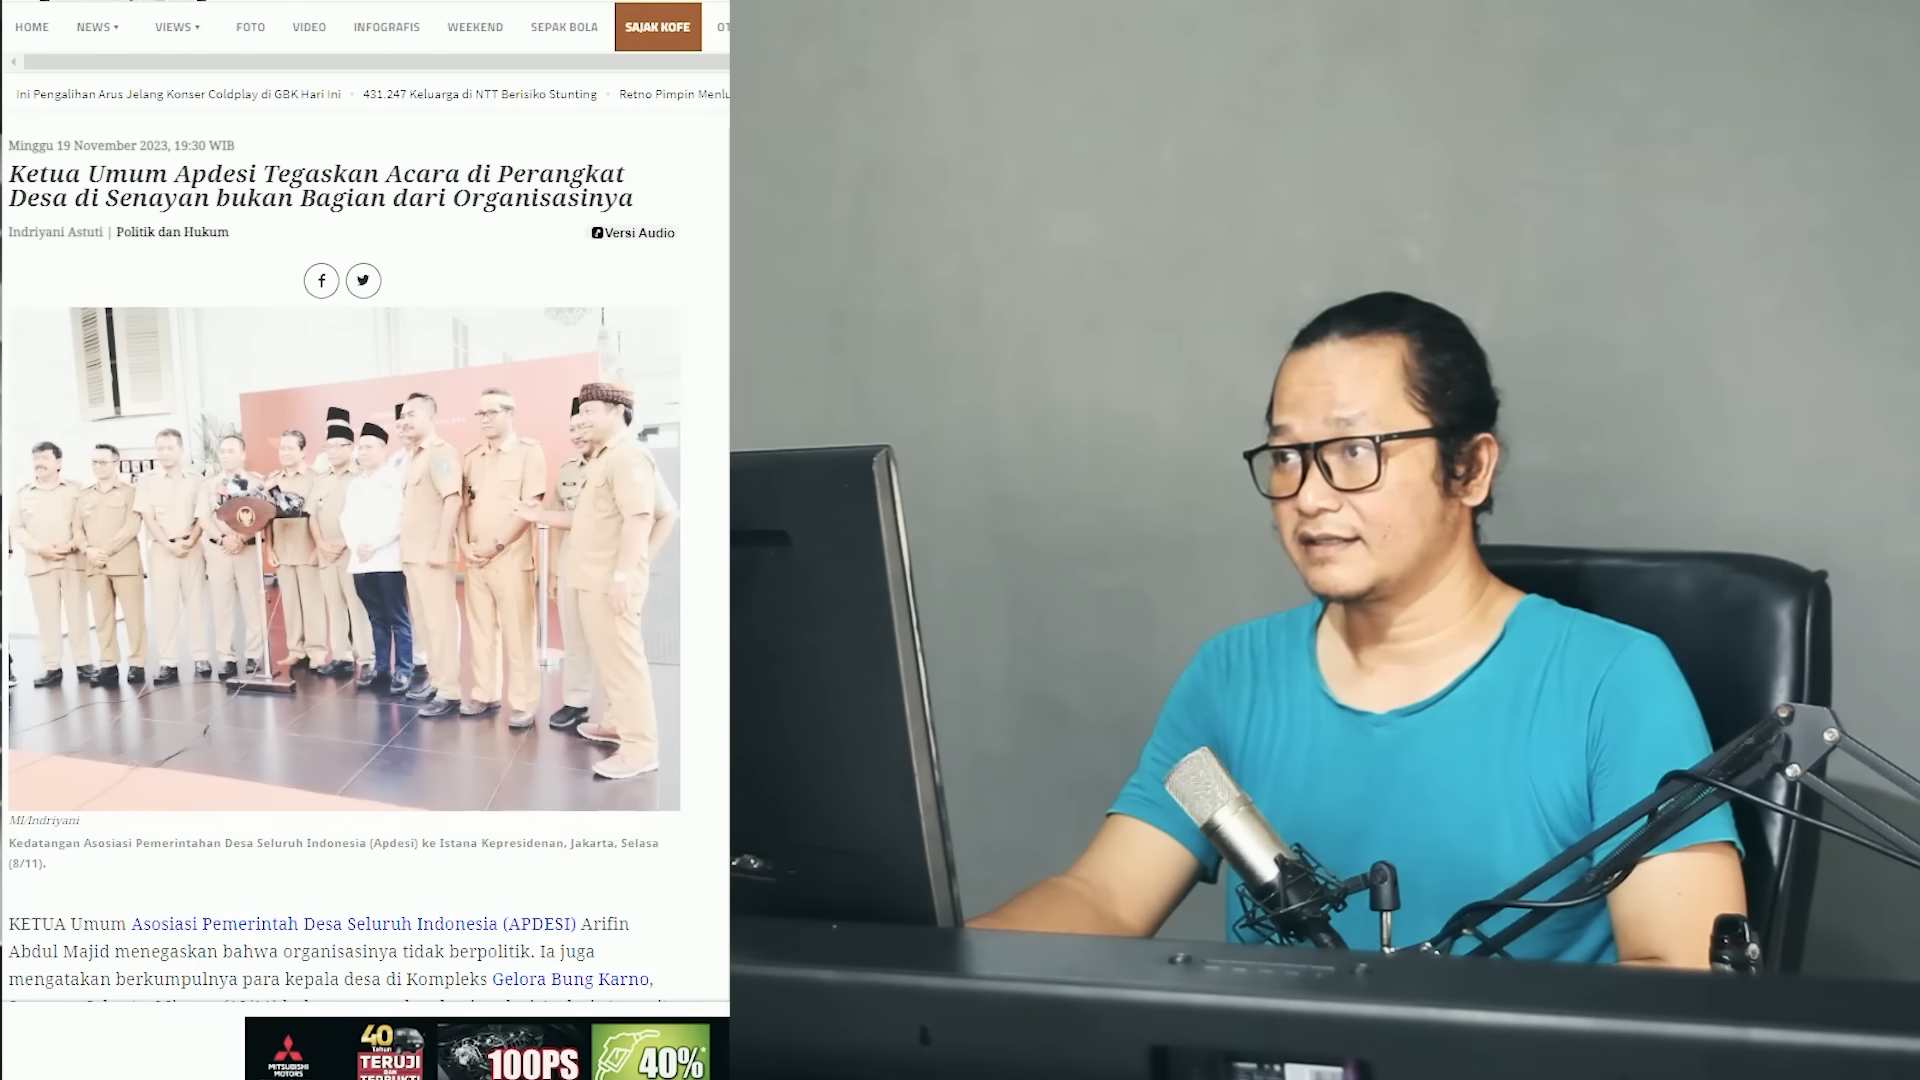 HOME NEWS VIEWS FOTO VIDEO INFOGRAFIS WEEKEND SEPAK BOLA SAJAK KOFE
Ini Pengalihan Arus Jelang Konser Coldplay di GBK Hari Ini 431.247 Keluarga di NTT Berisiko Stunting Retno Pimpin
Minggu 19 November 2023, 19:30 WIB
Ketua Umum Apdesi Tegaskan Acara di Perangkat
Desa di Senayan bukan Bagian dari Organisasinya
Indriyani Astuti | Politik dan Hukum
Versi Audio
MI/Indriyani
Kedatangan Asosiasi Pemerintahan Desa Seluruh Indonesia (Apdesi) ke Istana Kepresidenan, Jakarta, Selasa
(8/11).
KETUA Umum Asosiasi Pemerintah Desa Seluruh Indonesia (APDESI) Arifin
Abdul Majid menegaskan bahwa organisasinya tidak berpolitik. Ia juga
mengatakan berkumpulnya para kepala desa di Kompleks Gelora Bung Karno,
MITSUBISHI
MOTORS
40
Tahun
TERUJI
100PS
40%*